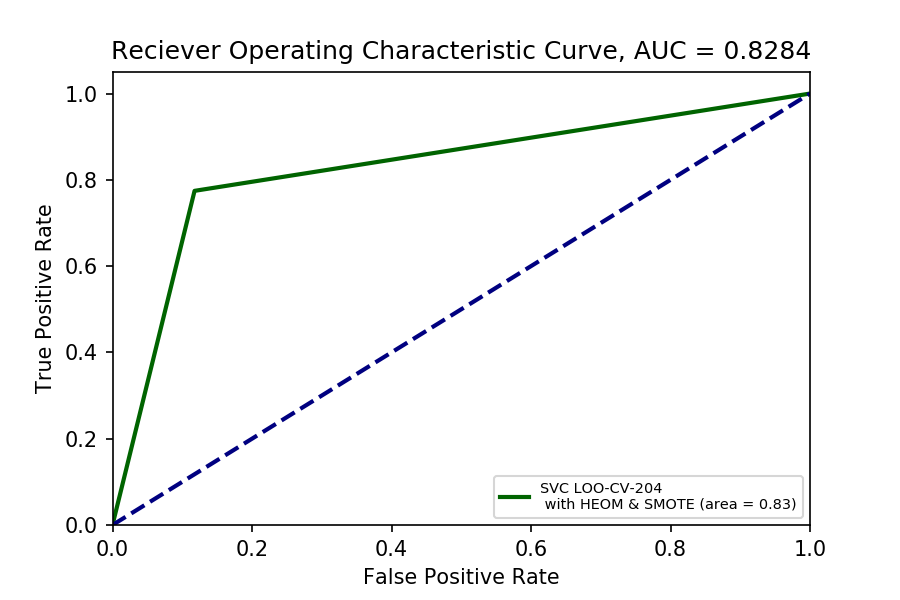 Reciever Operating Characteristic Curve, AUC = 0.8284
1.0
0.8
0.6
0.4
0.2
0.0
True Positive Rate
SVC LOO-CV-204
with HEOM & SMOTE (area = 0.83)
0.0 0.2 0.4 0.6 0.8 1.0
False Positive Rate